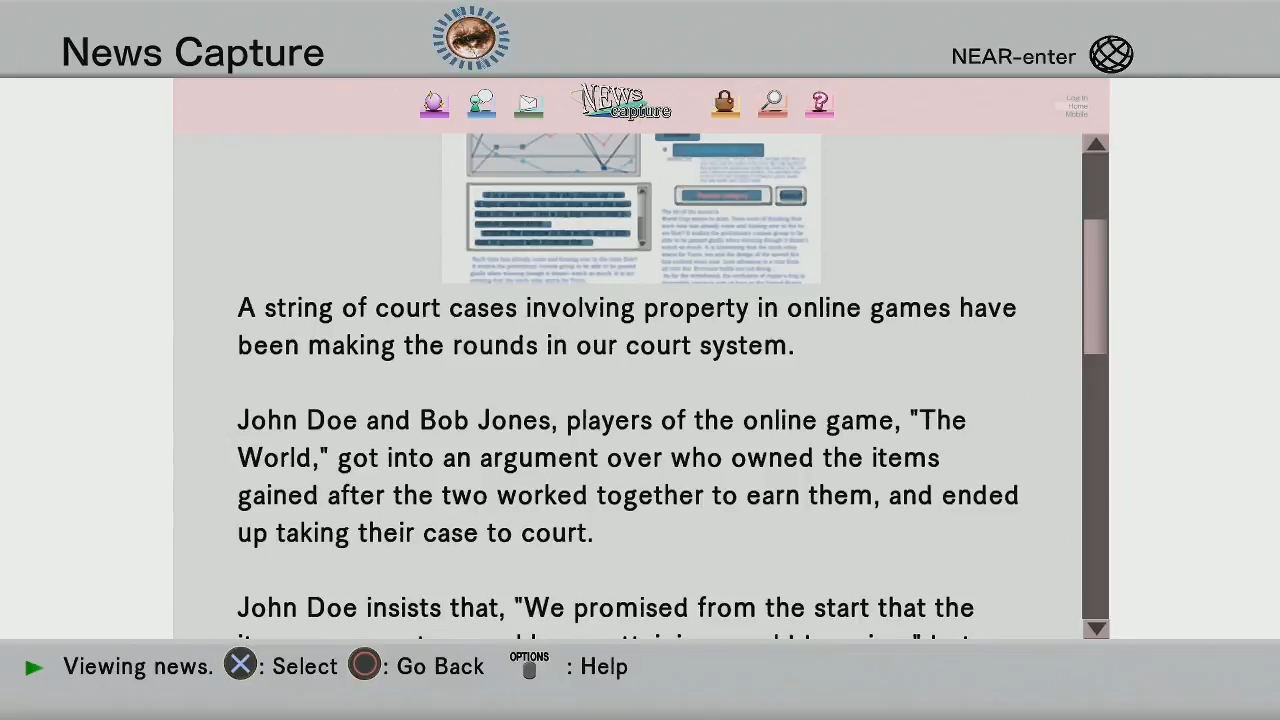 News Capture
NEAR-enter
NEWS
capture
Log In
Home
Mobile
A string of court cases involving property in online games have
been making the rounds in our court system.
John Doe and Bob Jones, players of the online game, "The
World," got into an argument over who owned the items
gained after the two worked together to earn them, and ended
up taking their case to court.
John Doe insists that, "We promised from the start that the
Viewing news. : Select : Go Back OPTIONS : Help